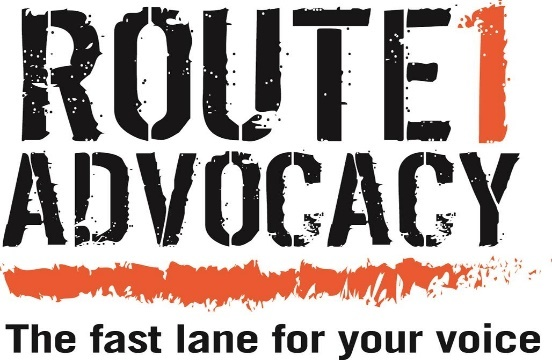 ROUTE1
ADVOCACY
The fast lane for your voice